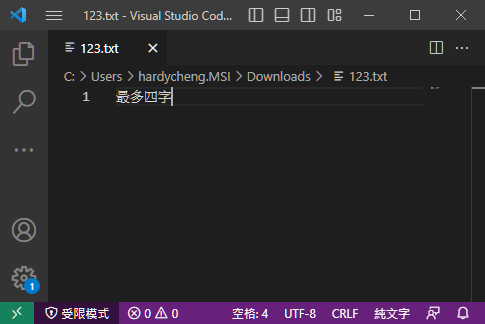 123.txt - Visual Studio Cod...
123.txt
C: > Users > hardycheng.MSI > Downloads > 123.txt
1 最多四字
1
受限模式 0 0 空格: 4 UTF-8 CRLF 純文字